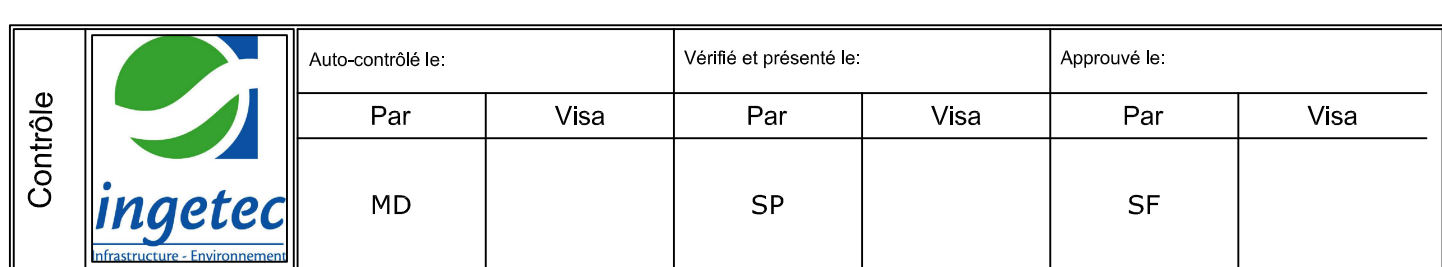 Contrôle
ingetec
Infrastructure - Environnement
Auto-contrôlé le: Vérifié et présenté le: Approuvé le:
Par Visa Par Visa Par Visa
MD SP SF